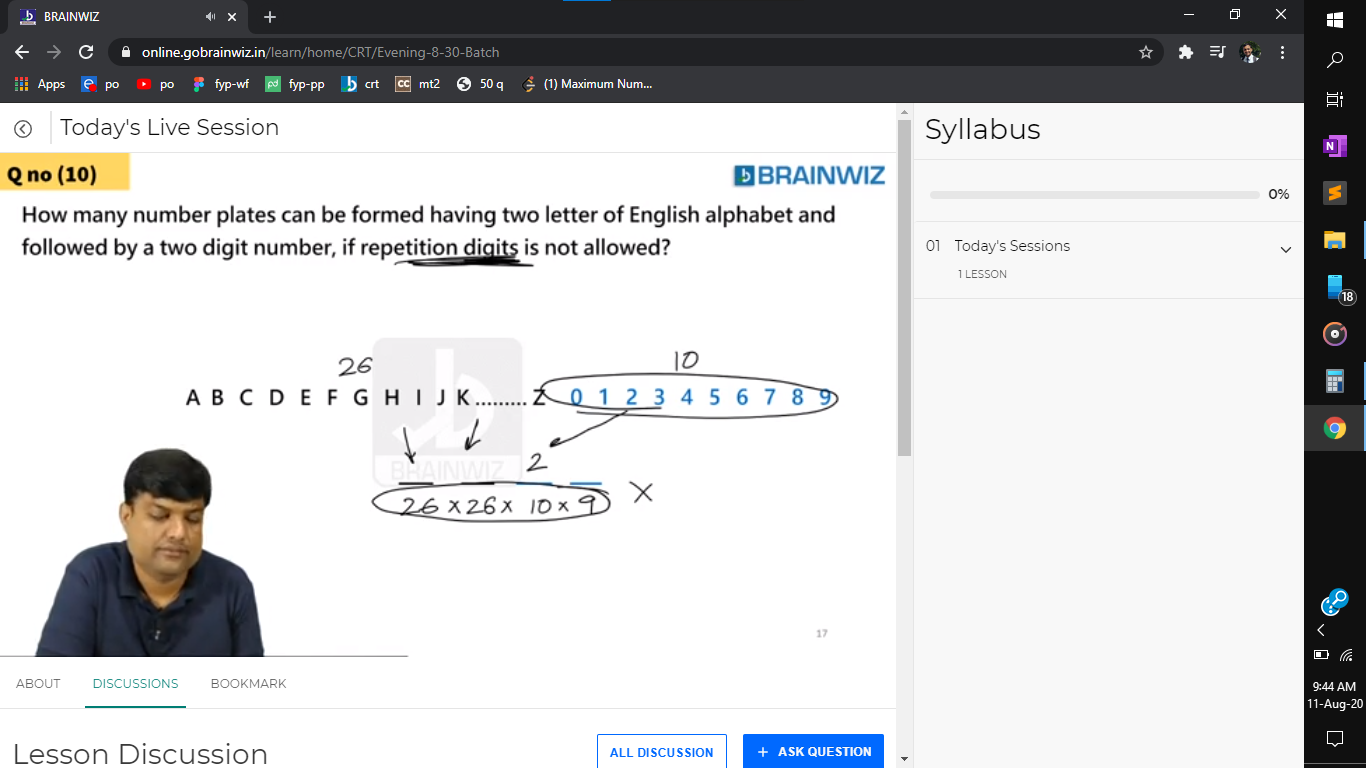 BRAINWIZ
online.gobrainwiz.in/learn/home/CRT/Evening-8-30-Batch
Apps po po fyp-wf fyp-pp crt mt2 50 q (1) Maximum Num...
Today's Live Session
Syllabus
Q no (10)
BRAINWIZ
0%
How many number plates can be formed having two letter of English alphabet and
followed by a two digit number, if repetition digits is not allowed?
01 Today's Sessions
1 LESSON
18
26
10
A B C D E F G H I J K......... Z 0 1 2 3 4 5 6 7 8 9
BRAINWIZ
2
26 x 26 x 10 x 9 X
17
ABOUT DISCUSSIONS BOOKMARK
Lesson Discussion
ALL DISCUSSION
+ ASK QUESTION
9:44 AM
11-Aug-20